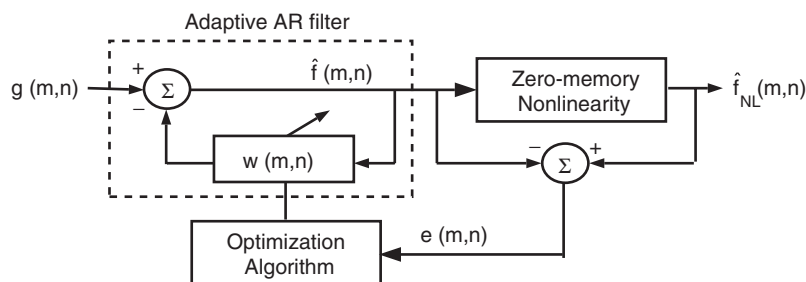 Adaptive AR filter
g (m,n)
+
−
Σ
f̂ (m,n)
Zero-memory
Nonlinearity
f̂NL(m,n)
w (m,n)
−
+
Σ
Optimization
Algorithm
e (m,n)